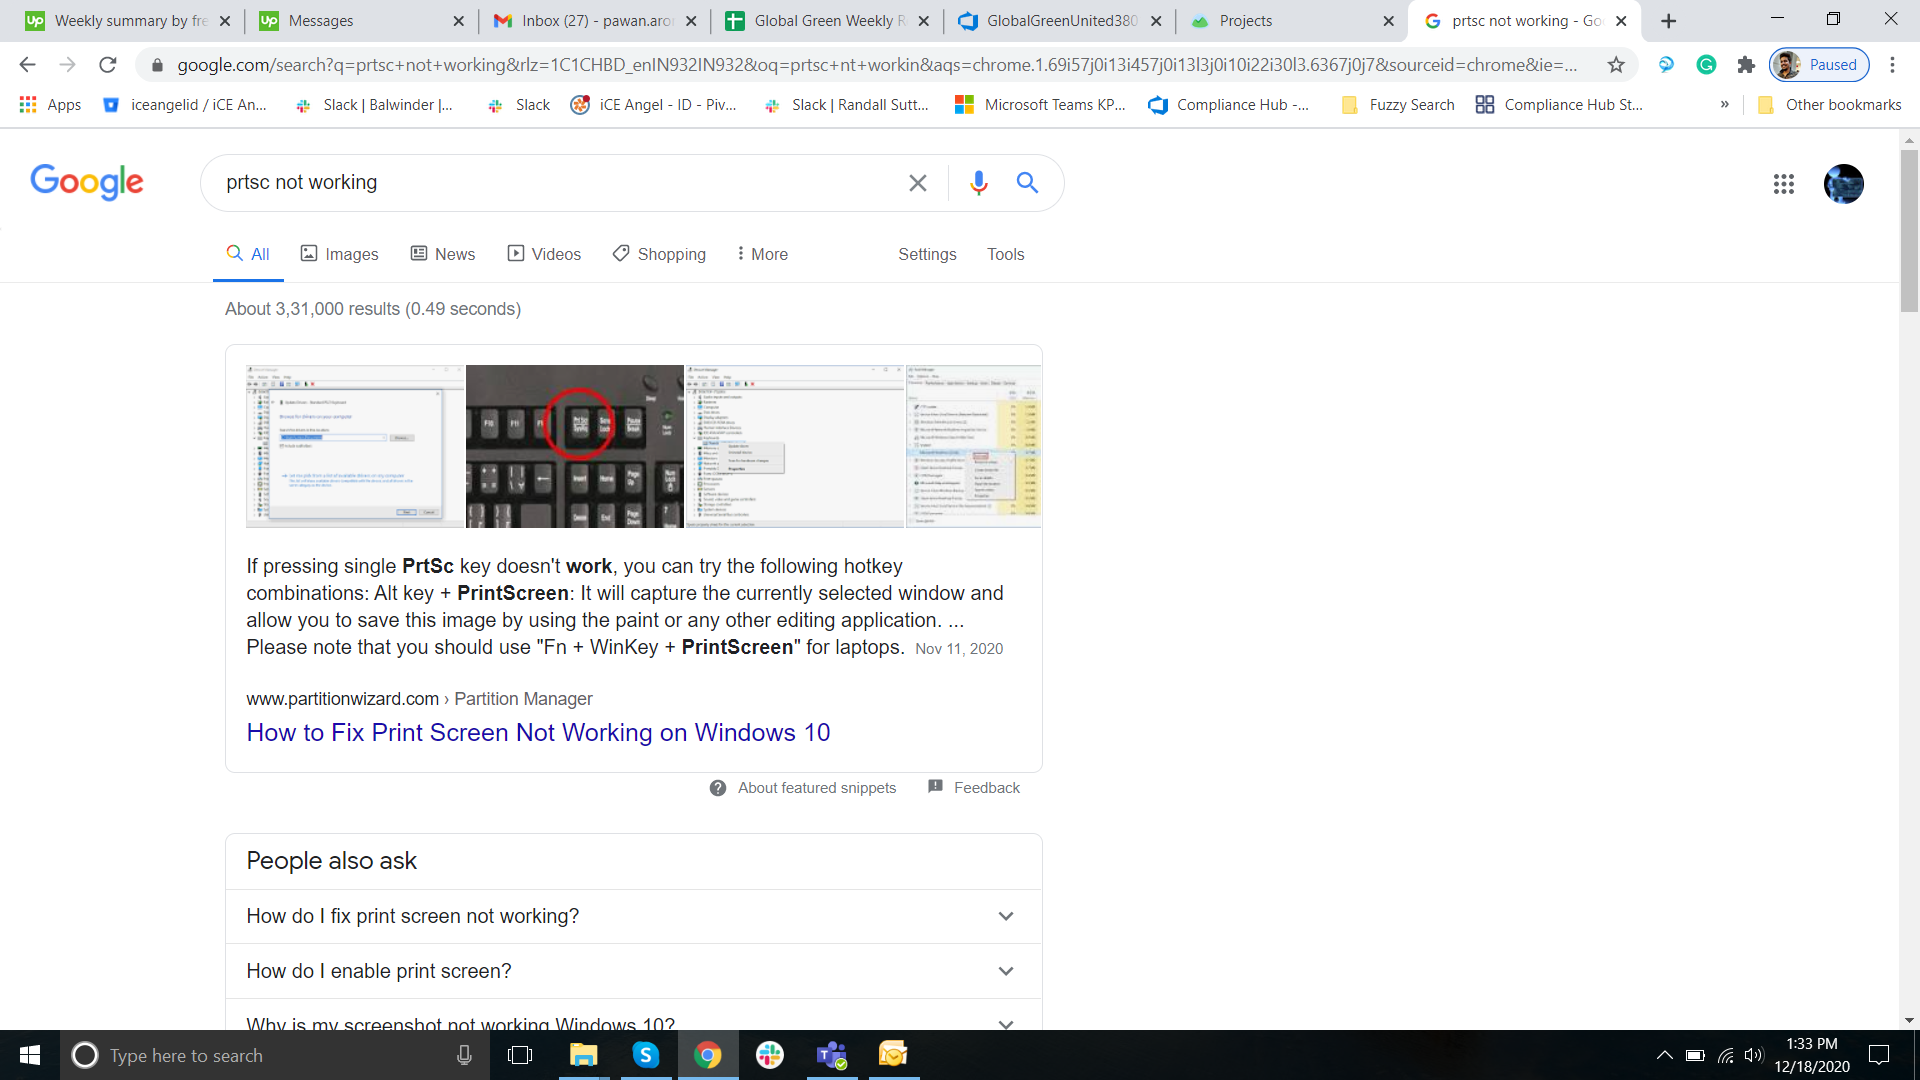 Weekly summary by fre
Messages
Inbox (27) - pawan.aror
Global Green Weekly R
GlobalGreenUnited380
Projects
prtsc not working - Goo
google.com/search?q=prtsc+not+working&rlz=1C1CHBD_enIN932IN932&oq=prtsc+nt+workin&aqs=chrome.1.69i57j0i13i457j0i13l3j0i10i22i30l3.6367j0j7&sourceid=chrome&ie=...
Paused
Apps
iceangelid / iCE An...
Slack | Balwinder |...
Slack
iCE Angel - ID - Piv...
Slack | Randall Sutt...
Microsoft Teams KP...
Compliance Hub -...
Fuzzy Search
Compliance Hub St...
»
Other bookmarks
Google
prtsc not working
All
Images
News
Videos
Shopping
More
Settings
Tools
About 3,31,000 results (0.49 seconds)
If pressing single PrtSc key doesn't work, you can try the following hotkey
combinations: Alt key + PrintScreen: It will capture the currently selected window and
allow you to save this image by using the paint or any other editing application. ...
Please note that you should use "Fn + WinKey + PrintScreen" for laptops. Nov 11, 2020
www.partitionwizard.com › Partition Manager
How to Fix Print Screen Not Working on Windows 10
About featured snippets
Feedback
People also ask
How do I fix print screen not working?
How do I enable print screen?
Why is my screenshot not working Windows 10?
Type here to search
1:33 PM
12/18/2020